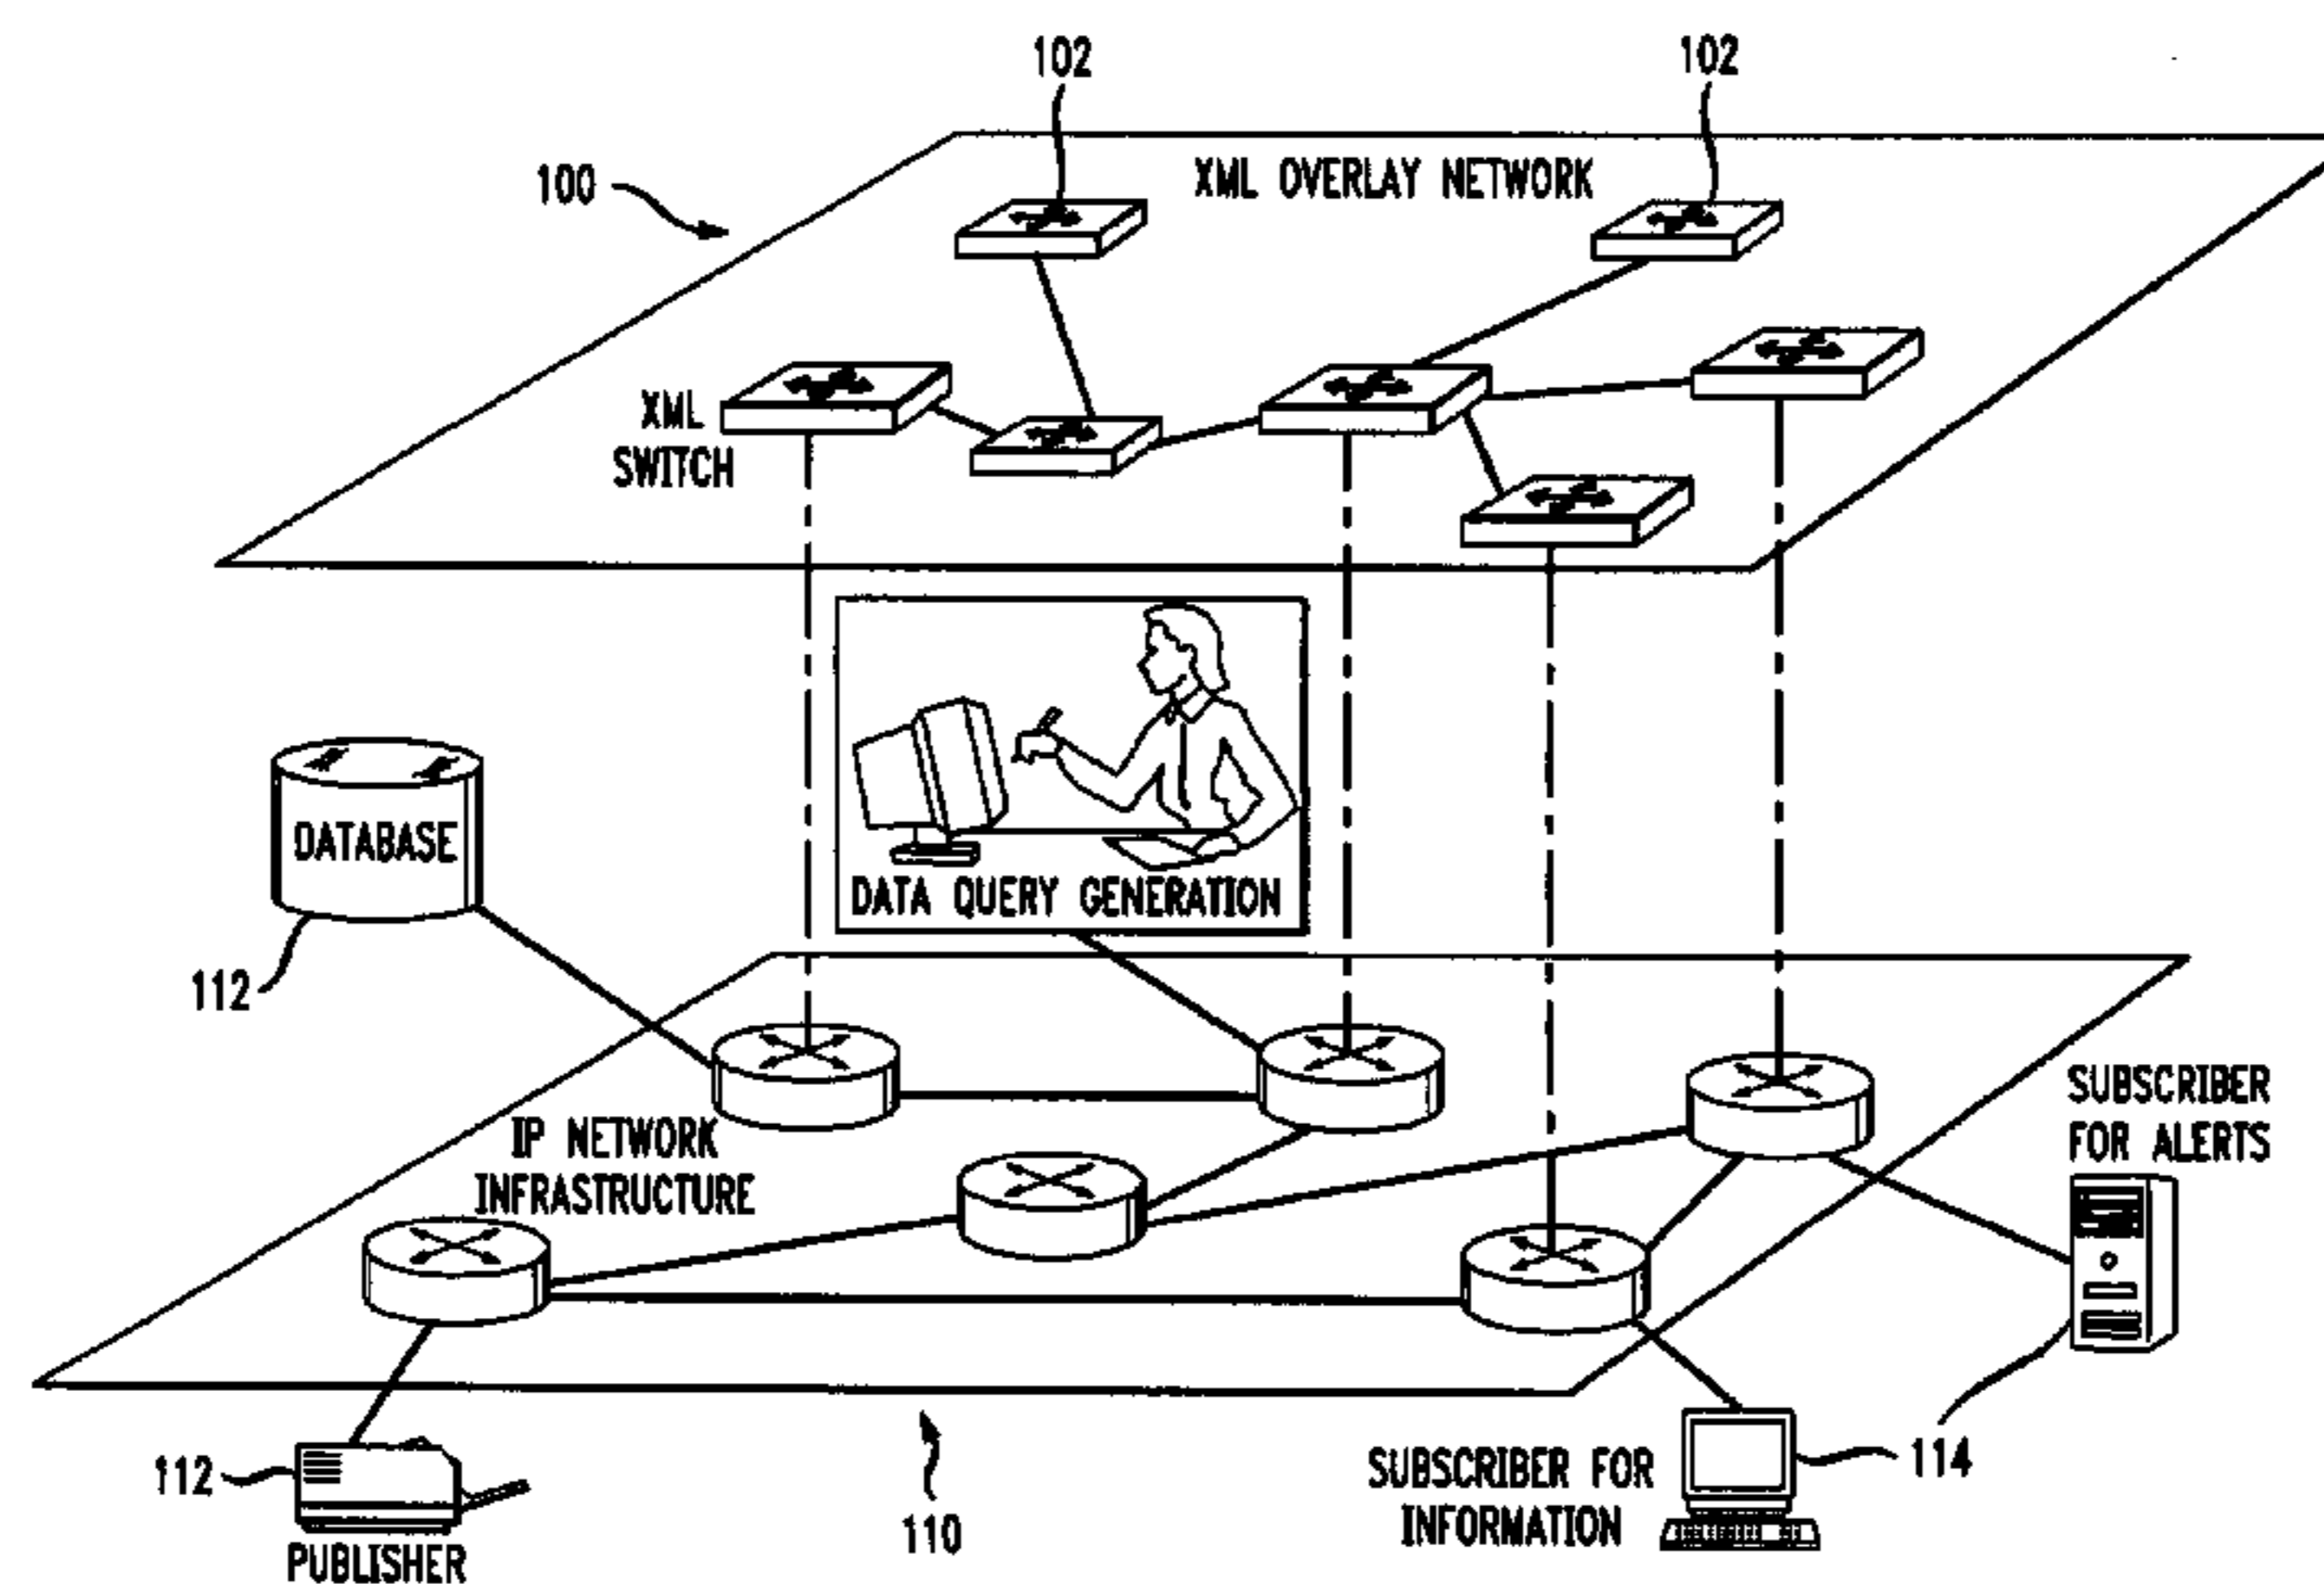 102
102
100
XML OVERLAY NETWORK
XML
SWITCH
DATABASE
DATA QUERY GENERATION
112
SUBSCRIBER
FOR ALERTS
IP NETWORK
INFRASTRUCTURE
112
PUBLISHER
110
SUBSCRIBER FOR
INFORMATION
114